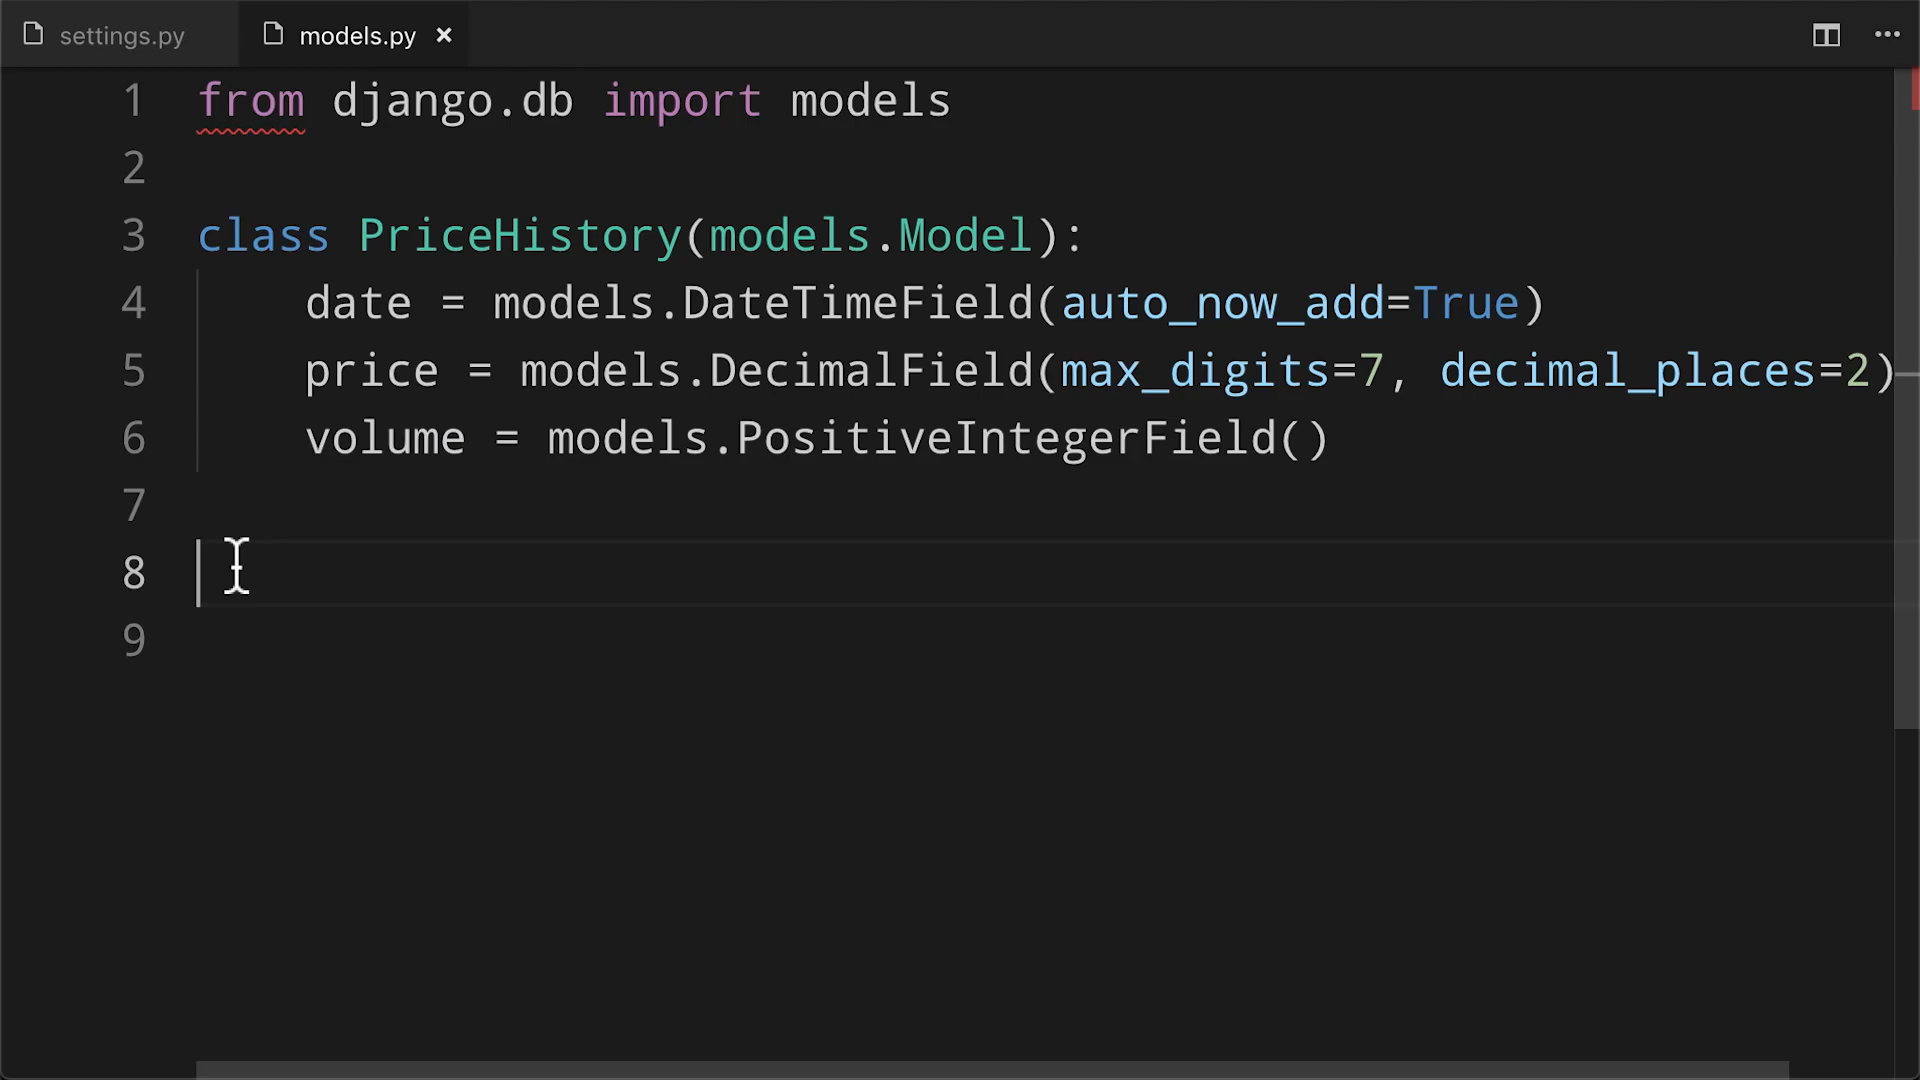 settings.py models.py
1 from django.db import models
2
3 class PriceHistory(models.Model):
4     date = models.DateTimeField(auto_now_add=True)
5     price = models.DecimalField(max_digits=7, decimal_places=2)
6     volume = models.PositiveIntegerField()
7
8
9